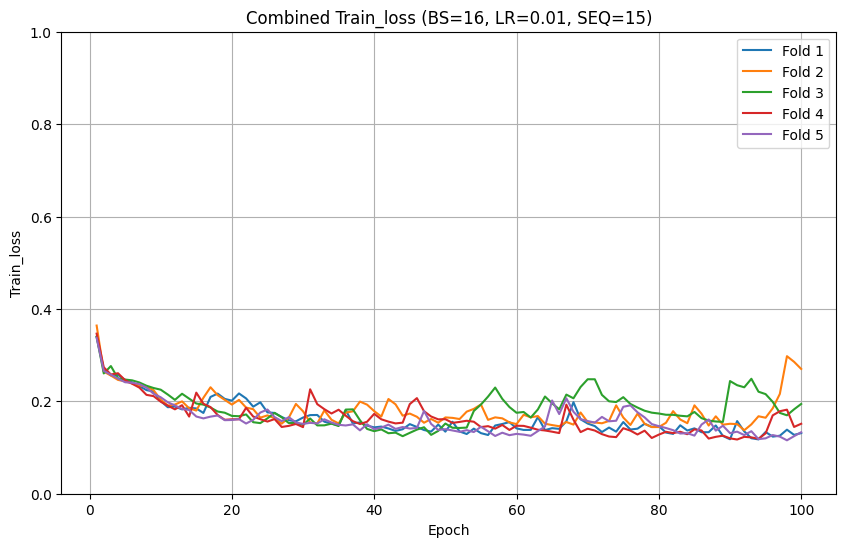 Combined Train_loss (BS=16, LR=0.01, SEQ=15)
1.0
0.8
0.6
0.4
0.2
0.0
Train_loss
0
20
40
60
80
100
Epoch
Fold 1
Fold 2
Fold 3
Fold 4
Fold 5